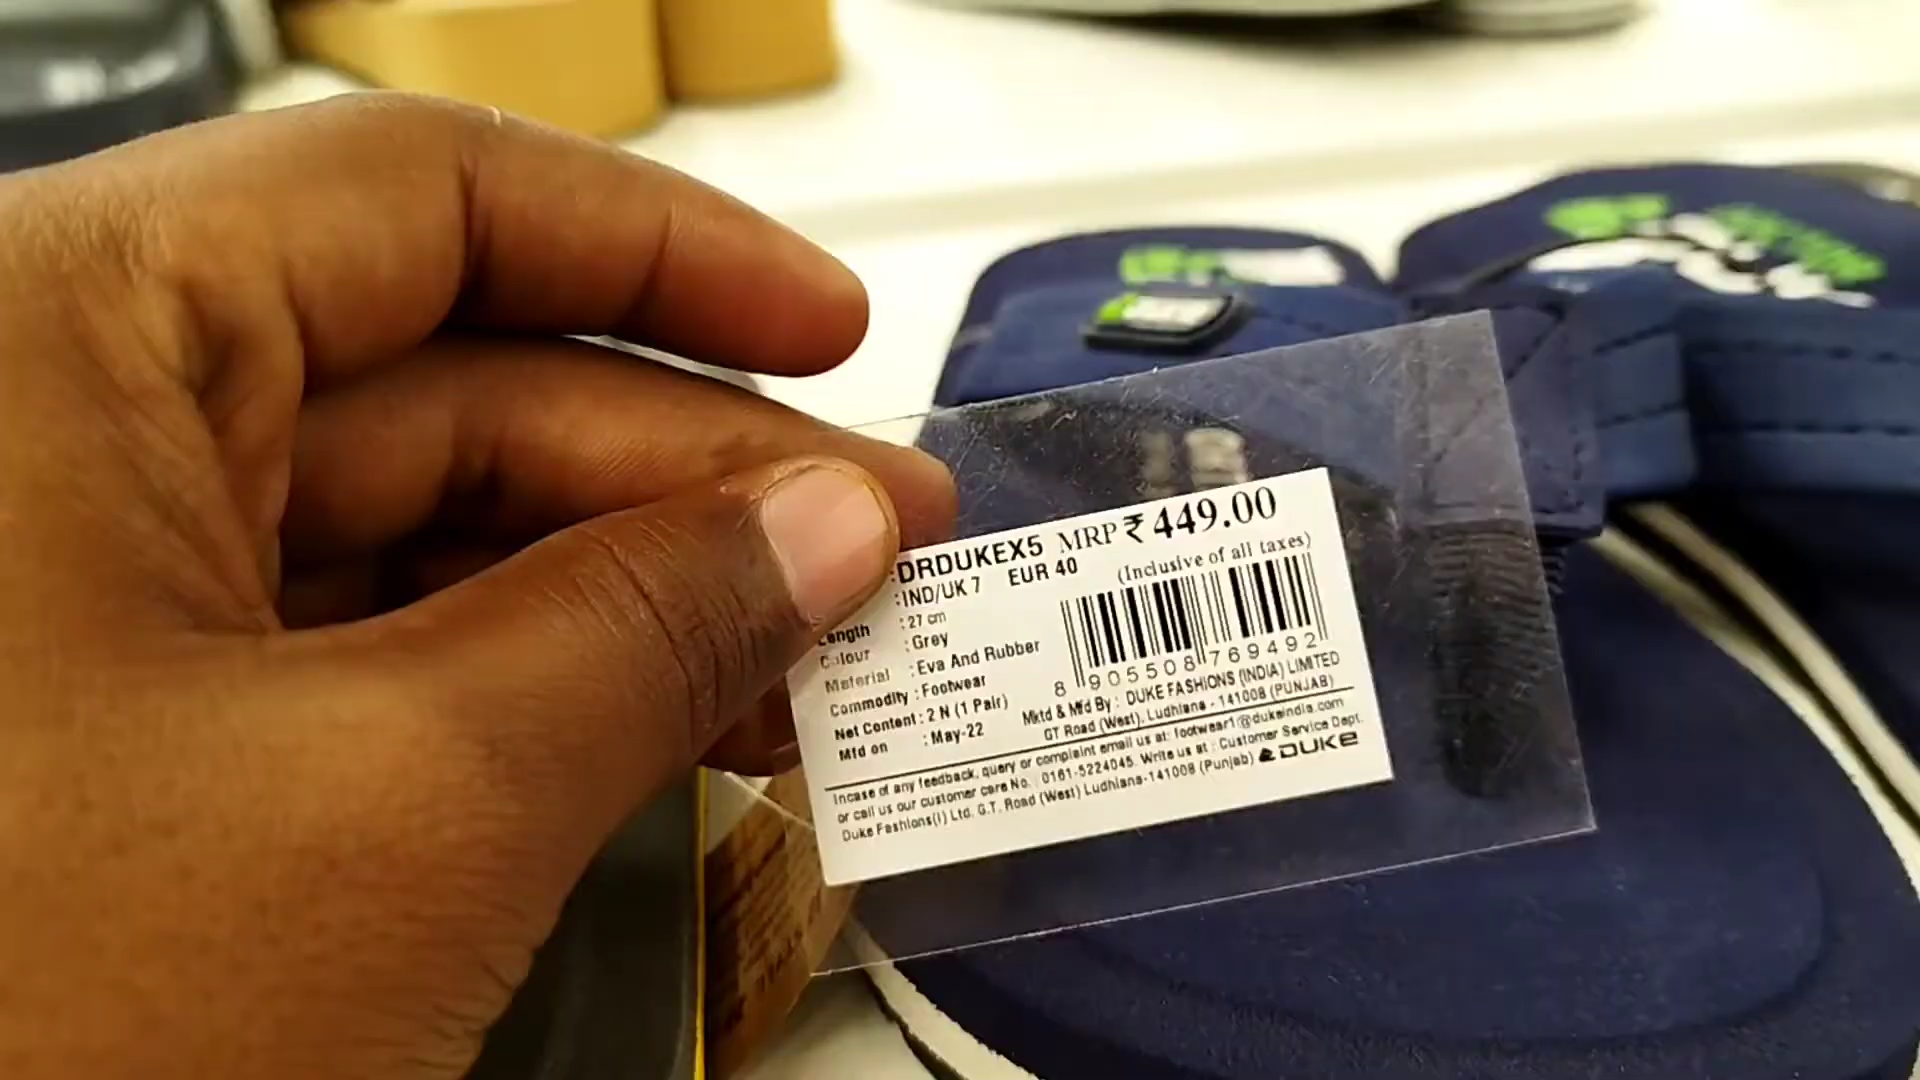 :DRDUKEX5 MRP ₹ 449.00
:IND/UK 7 EUR 40 (Inclusive of all taxes)
Length : 27 cm
Colour : Grey
Material : Eva And Rubber
Commodity : Footwear
Net Content : 2 N (1 Pair)
Mfd on : May-22
8 905508 769492
Mktd & Mfd By : DUKE FASHIONS (INDIA) LIMITED
GT Road (West), Ludhiana - 141008 (PUNJAB)
Incase of any feedback, query or complaint email us at: footwear1@dukeindia.com
or call us our customer care No. : 0161-5224045. Write us at : Customer Service Dept.
Duke Fashions(I) Ltd. G.T. Road (West) Ludhiana-141008 (Punjab) DUKE